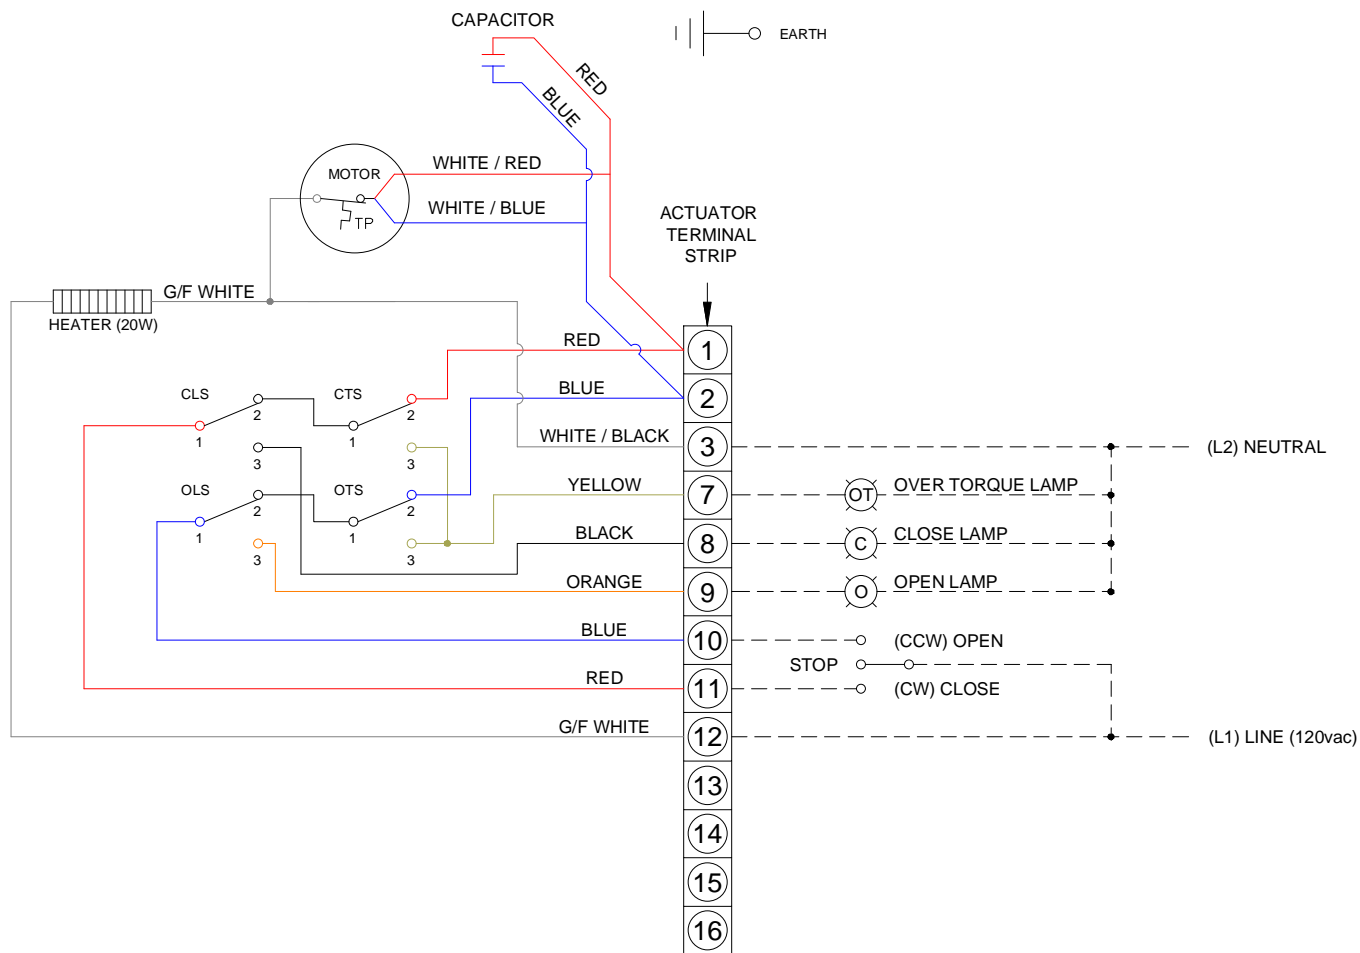 CAPACITOR
EARTH
RED
BLUE
MOTOR
WHITE / RED
TP
WHITE / BLUE
ACTUATOR
TERMINAL
STRIP
G/F WHITE
HEATER (20W)
RED
1
CLS
2
CTS
2
BLUE
2
1
1
3
3
WHITE / BLACK
3
(L2) NEUTRAL
OLS
2
OTS
2
YELLOW
7
OT
OVER TORQUE LAMP
1
1
3
3
BLACK
8
C
CLOSE LAMP
ORANGE
9
O
OPEN LAMP
BLUE
10
(CCW) OPEN
STOP
RED
11
(CW) CLOSE
G/F WHITE
12
(L1) LINE (120vac)
13
14
15
16